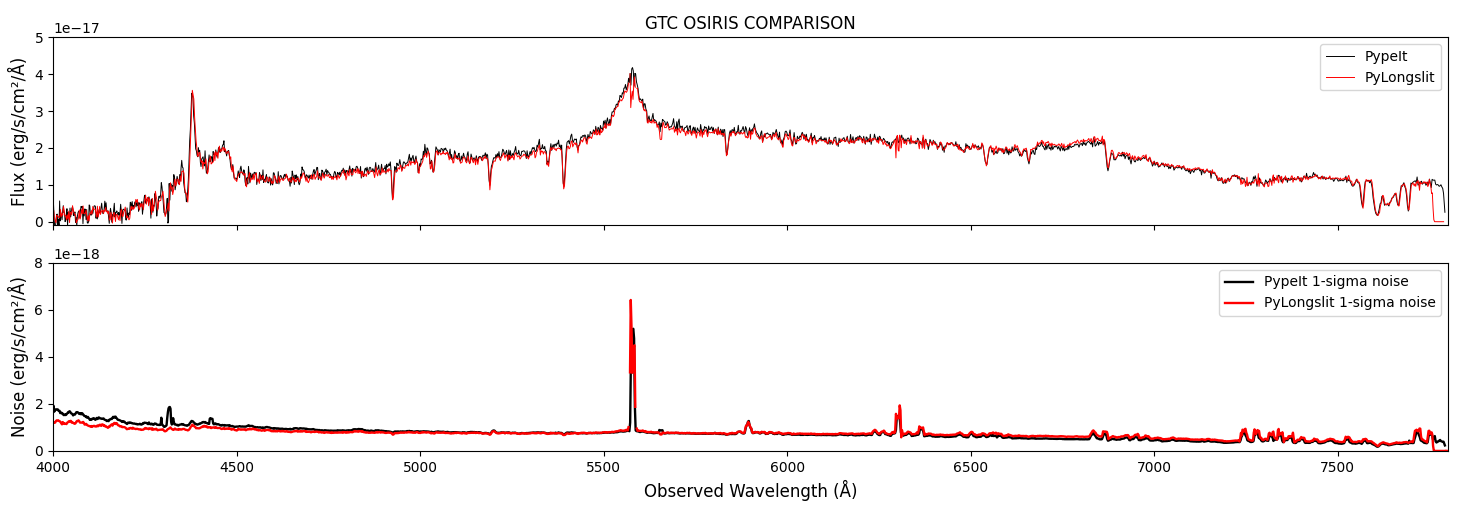 GTC OSIRIS COMPARISON
1e−17
Flux (erg/s/cm²/Å)
5
4
3
2
1
0
PypeIt
PyLongslit
1e−18
Noise (erg/s/cm²/Å)
8
6
4
2
0
PypeIt 1-sigma noise
PyLongslit 1-sigma noise
4000 4500 5000 5500 6000 6500 7000 7500
Observed Wavelength (Å)